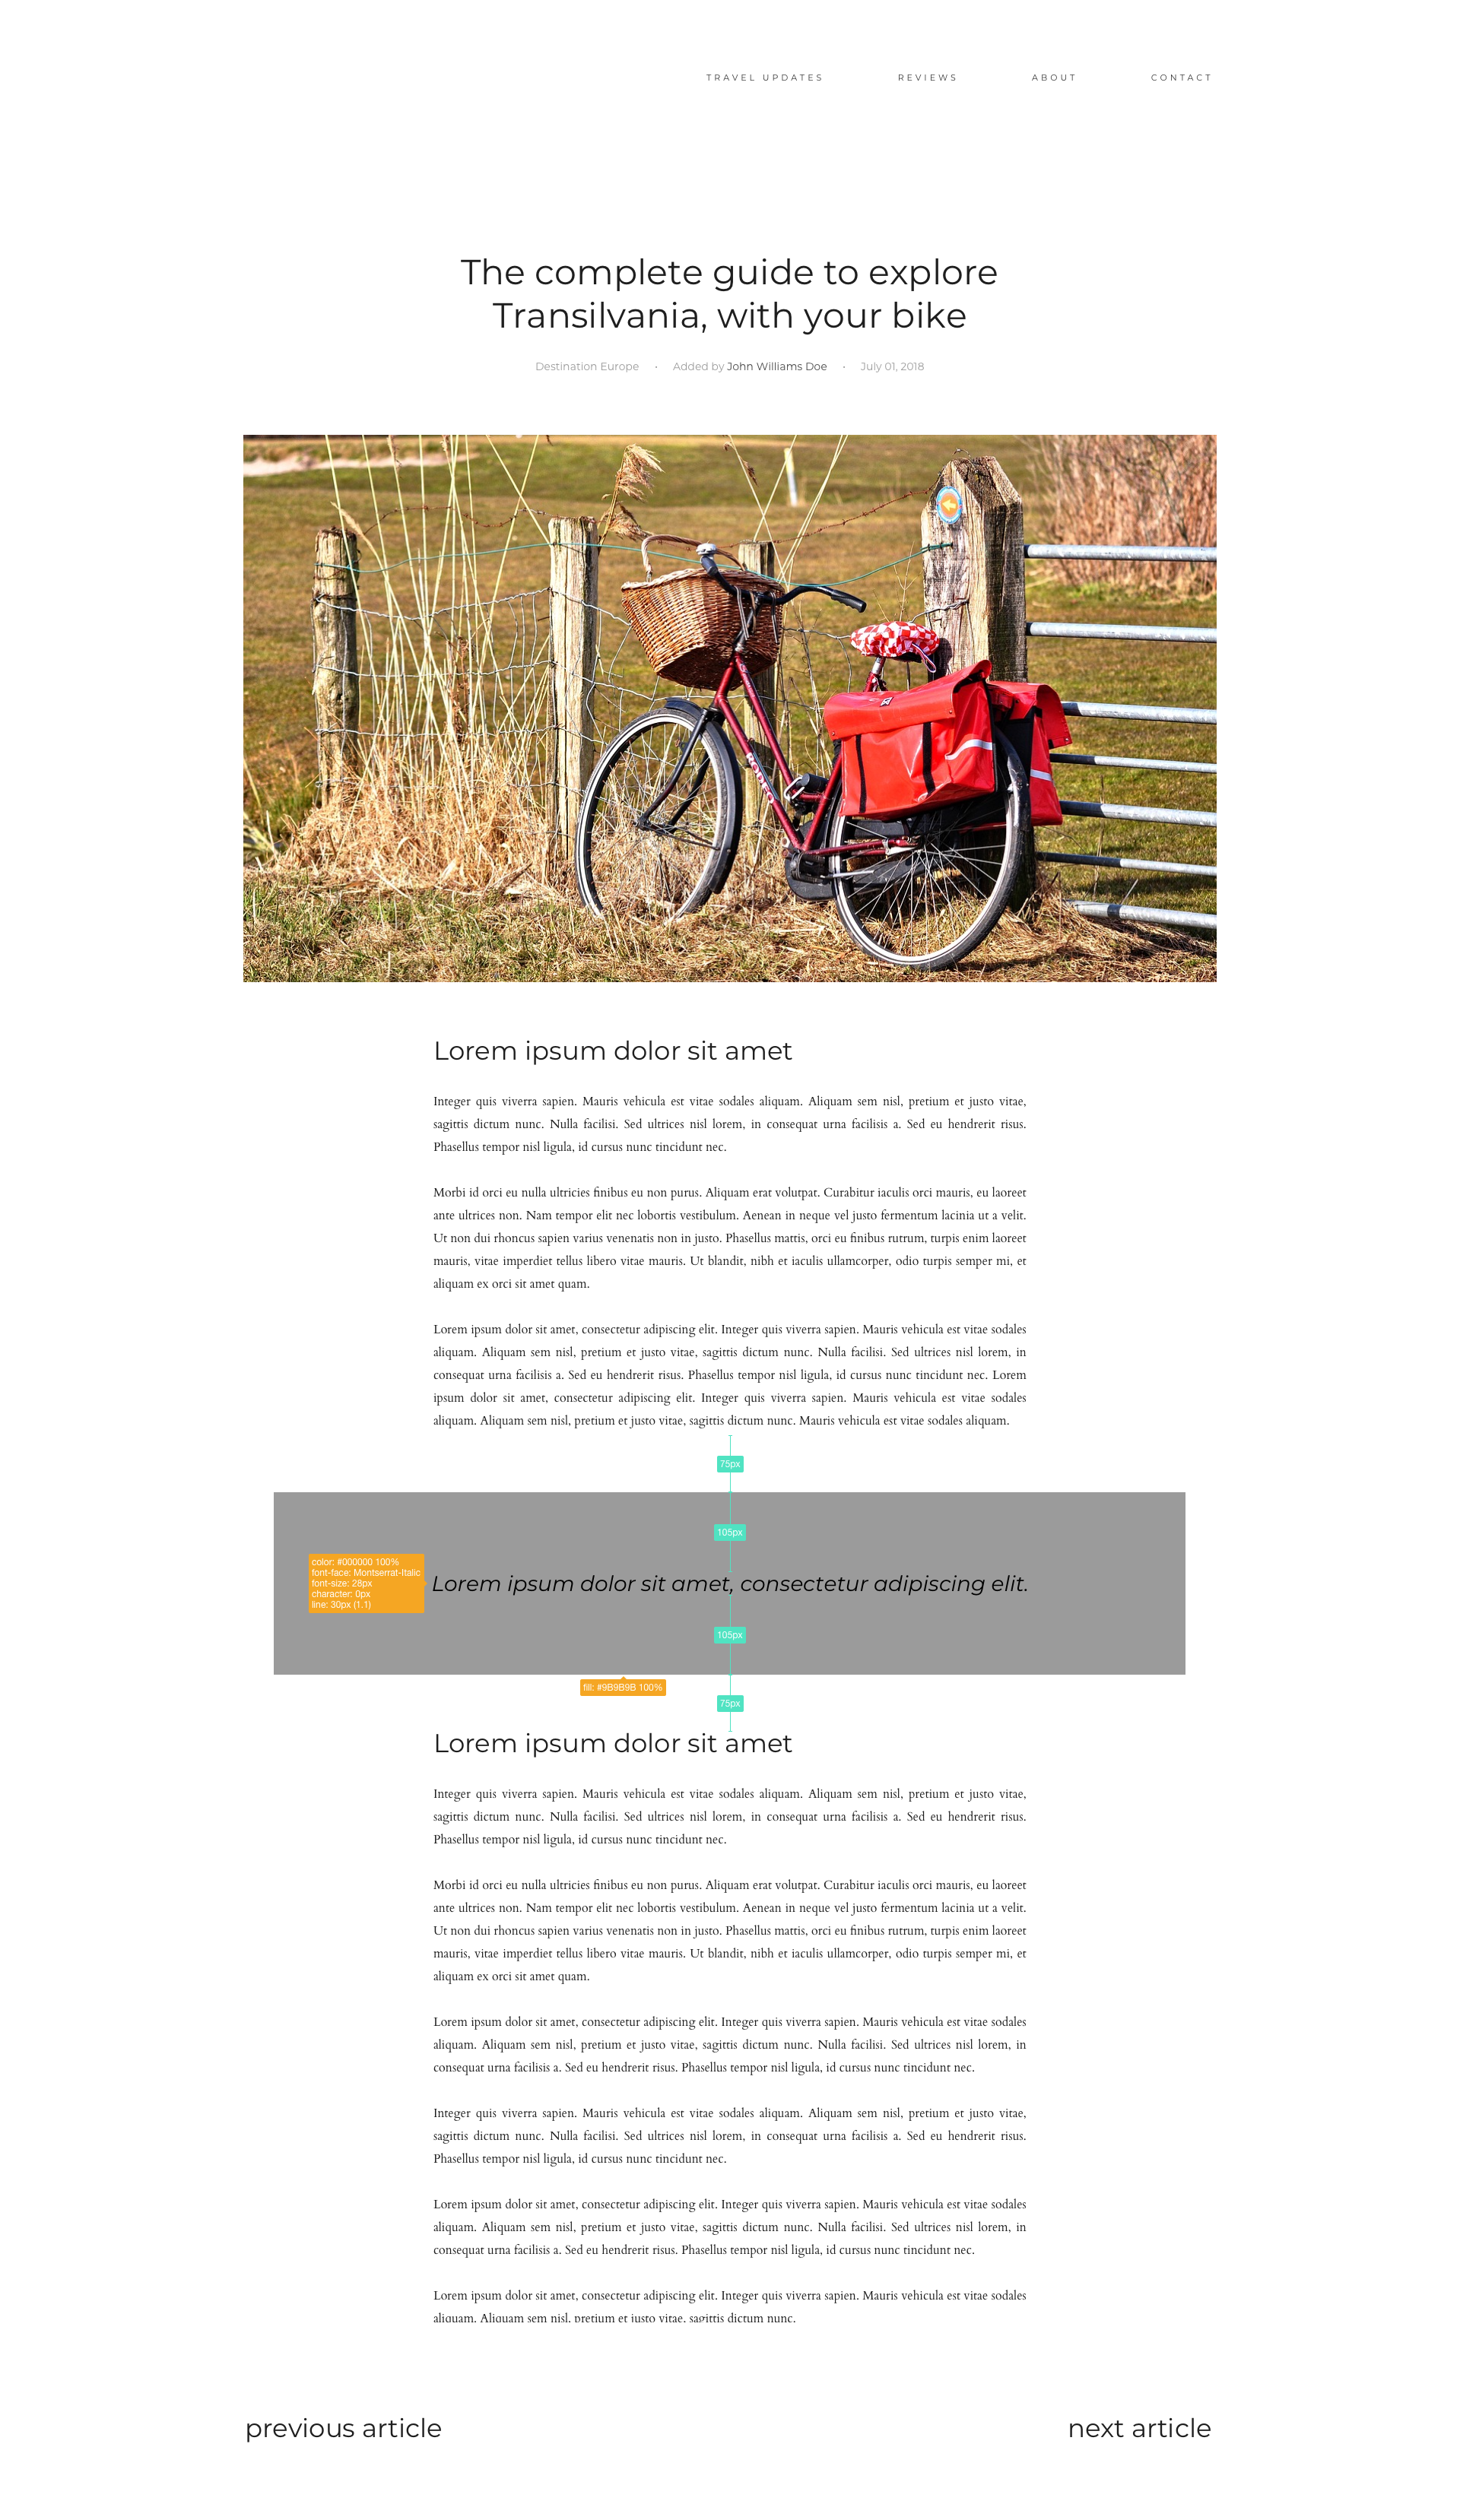 TRAVEL UPDATES REVIEWS ABOUT CONTACT
The complete guide to explore
Transilvania, with your bike
Destination Europe • Added by John Williams Doe • July 01, 2018
RODEO
Lorem ipsum dolor sit amet
Integer quis viverra sapien. Mauris vehicula est vitae sodales aliquam. Aliquam sem nisl, pretium et justo vitae,
sagittis dictum nunc. Nulla facilisi. Sed ultrices nisl lorem, in consequat urna facilisis a. Sed eu hendrerit risus.
Phasellus tempor nisl ligula, id cursus nunc tincidunt nec.
Morbi id orci eu nulla ultricies finibus eu non purus. Aliquam erat volutpat. Curabitur iaculis orci mauris, eu laoreet
ante ultrices non. Nam tempor elit nec lobortis vestibulum. Aenean in neque vel justo fermentum lacinia ut a velit.
Ut non dui rhoncus sapien varius venenatis non in justo. Phasellus mattis, orci eu finibus rutrum, turpis enim laoreet
mauris, vitae imperdiet tellus libero vitae mauris. Ut blandit, nibh et iaculis ullamcorper, odio turpis semper mi, et
aliquam ex orci sit amet quam.
Lorem ipsum dolor sit amet, consectetur adipiscing elit. Integer quis viverra sapien. Mauris vehicula est vitae sodales
aliquam. Aliquam sem nisl, pretium et justo vitae, sagittis dictum nunc. Nulla facilisi. Sed ultrices nisl lorem, in
consequat urna facilisis a. Sed eu hendrerit risus. Phasellus tempor nisl ligula, id cursus nunc tincidunt nec. Lorem
ipsum dolor sit amet, consectetur adipiscing elit. Integer quis viverra sapien. Mauris vehicula est vitae sodales
aliquam. Aliquam sem nisl, pretium et justo vitae, sagittis dictum nunc. Mauris vehicula est vitae sodales aliquam.
75px
105px
color: #000000 100%
font-face: Montserrat-Italic
font-size: 28px
character: 0px
line: 30px (1.1)
Lorem ipsum dolor sit amet, consectetur adipiscing elit.
105px
fill: #9B9B9B 100%
75px
Lorem ipsum dolor sit amet
Integer quis viverra sapien. Mauris vehicula est vitae sodales aliquam. Aliquam sem nisl, pretium et justo vitae,
sagittis dictum nunc. Nulla facilisi. Sed ultrices nisl lorem, in consequat urna facilisis a. Sed eu hendrerit risus.
Phasellus tempor nisl ligula, id cursus nunc tincidunt nec.
Morbi id orci eu nulla ultricies finibus eu non purus. Aliquam erat volutpat. Curabitur iaculis orci mauris, eu laoreet
ante ultrices non. Nam tempor elit nec lobortis vestibulum. Aenean in neque vel justo fermentum lacinia ut a velit.
Ut non dui rhoncus sapien varius venenatis non in justo. Phasellus mattis, orci eu finibus rutrum, turpis enim laoreet
mauris, vitae imperdiet tellus libero vitae mauris. Ut blandit, nibh et iaculis ullamcorper, odio turpis semper mi, et
aliquam ex orci sit amet quam.
Lorem ipsum dolor sit amet, consectetur adipiscing elit. Integer quis viverra sapien. Mauris vehicula est vitae sodales
aliquam. Aliquam sem nisl, pretium et justo vitae, sagittis dictum nunc. Nulla facilisi. Sed ultrices nisl lorem, in
consequat urna facilisis a. Sed eu hendrerit risus. Phasellus tempor nisl ligula, id cursus nunc tincidunt nec.
Integer quis viverra sapien. Mauris vehicula est vitae sodales aliquam. Aliquam sem nisl, pretium et justo vitae,
sagittis dictum nunc. Nulla facilisi. Sed ultrices nisl lorem, in consequat urna facilisis a. Sed eu hendrerit risus.
Phasellus tempor nisl ligula, id cursus nunc tincidunt nec.
Lorem ipsum dolor sit amet, consectetur adipiscing elit. Integer quis viverra sapien. Mauris vehicula est vitae sodales
aliquam. Aliquam sem nisl, pretium et justo vitae, sagittis dictum nunc. Nulla facilisi. Sed ultrices nisl lorem, in
consequat urna facilisis a. Sed eu hendrerit risus. Phasellus tempor nisl ligula, id cursus nunc tincidunt nec.
Lorem ipsum dolor sit amet, consectetur adipiscing elit. Integer quis viverra sapien. Mauris vehicula est vitae sodales
aliquam. Aliquam sem nisl, pretium et justo vitae, sagittis dictum nunc.
previous article next article